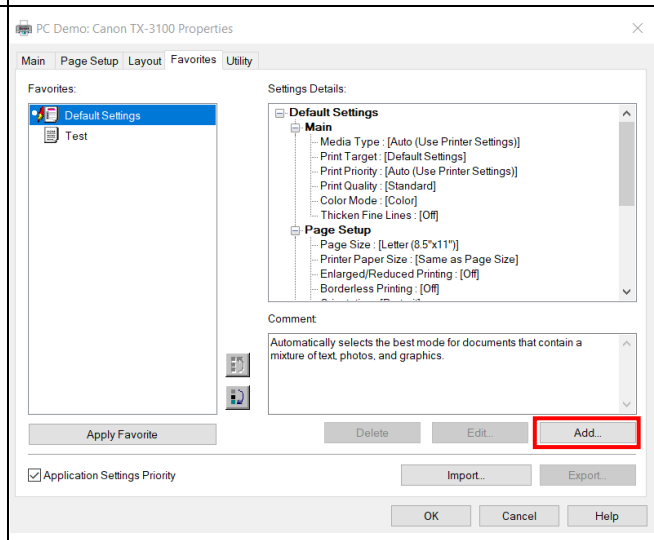 PC Demo: Canon TX-3100 Properties
Main Page Setup Layout Favorites Utility
Favorites:
Default Settings
Test
Settings Details:
Default Settings
Main
Media Type : [Auto (Use Printer Settings)]
Print Target : [Default Settings]
Print Priority : [Auto (Use Printer Settings)]
Print Quality : [Standard]
Color Mode : [Color]
Thicken Fine Lines : [Off]
Page Setup
Page Size : [Letter (8.5"x11")]
Printer Paper Size : [Same as Page Size]
Enlarged/Reduced Printing : [Off]
Borderless Printing : [Off]
Comment:
Automatically selects the best mode for documents that contain a
mixture of text, photos, and graphics.
Apply Favorite
Delete Edit... Add...
Application Settings Priority
Import... Export...
OK Cancel Help